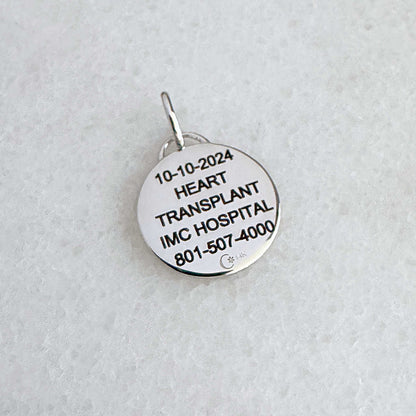 10-10-2024
HEART
TRANSPLANT
IMC HOSPITAL
801-507-4000